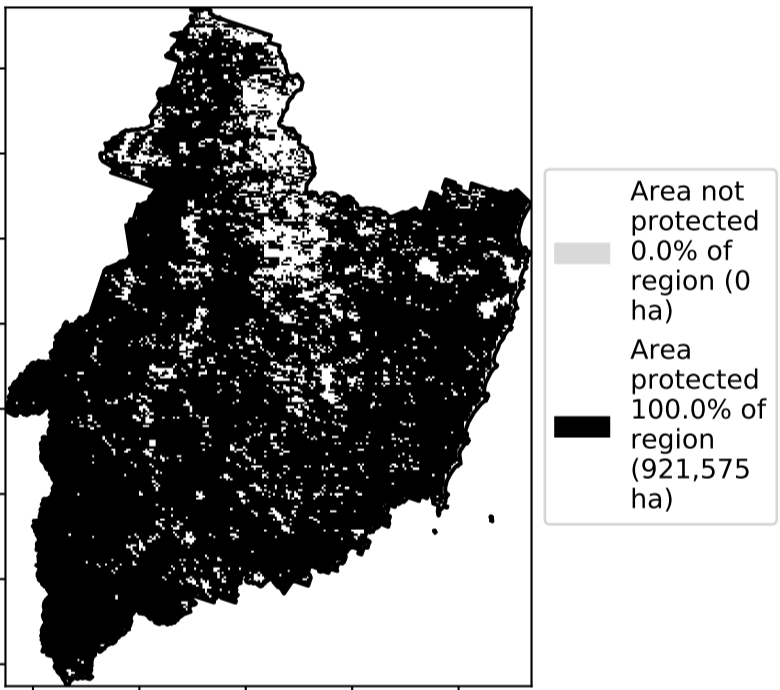 Area not
protected
0.0% of
region (0
ha)
Area
protected
100.0% of
region
(921,575
ha)